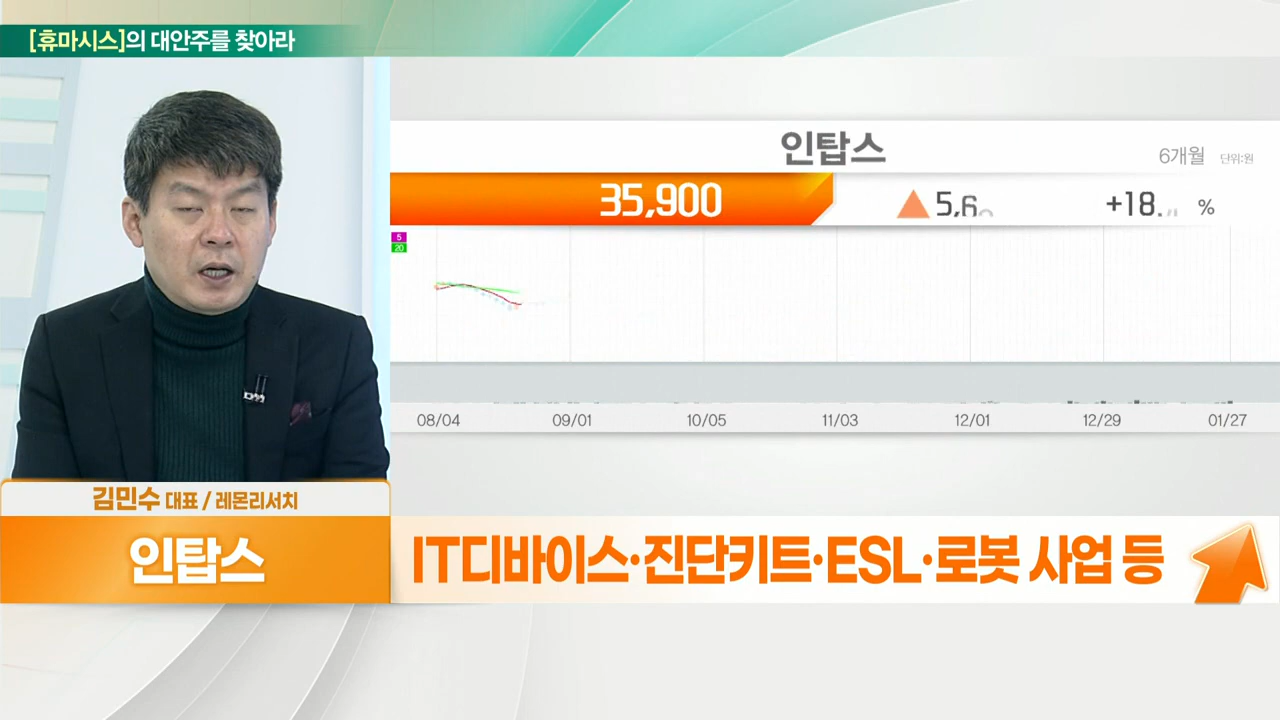 [휴마시스]의 대안주를 찾아라
인탑스
6개월 단위:원
35,900 ▲ +18. %
5
20
08/04 09/01 10/05 11/03 12/01 12/29 01/27
김민수 대표 / 레몬리서치
인탑스
IT디바이스·진단키트·ESL·로봇 사업 등